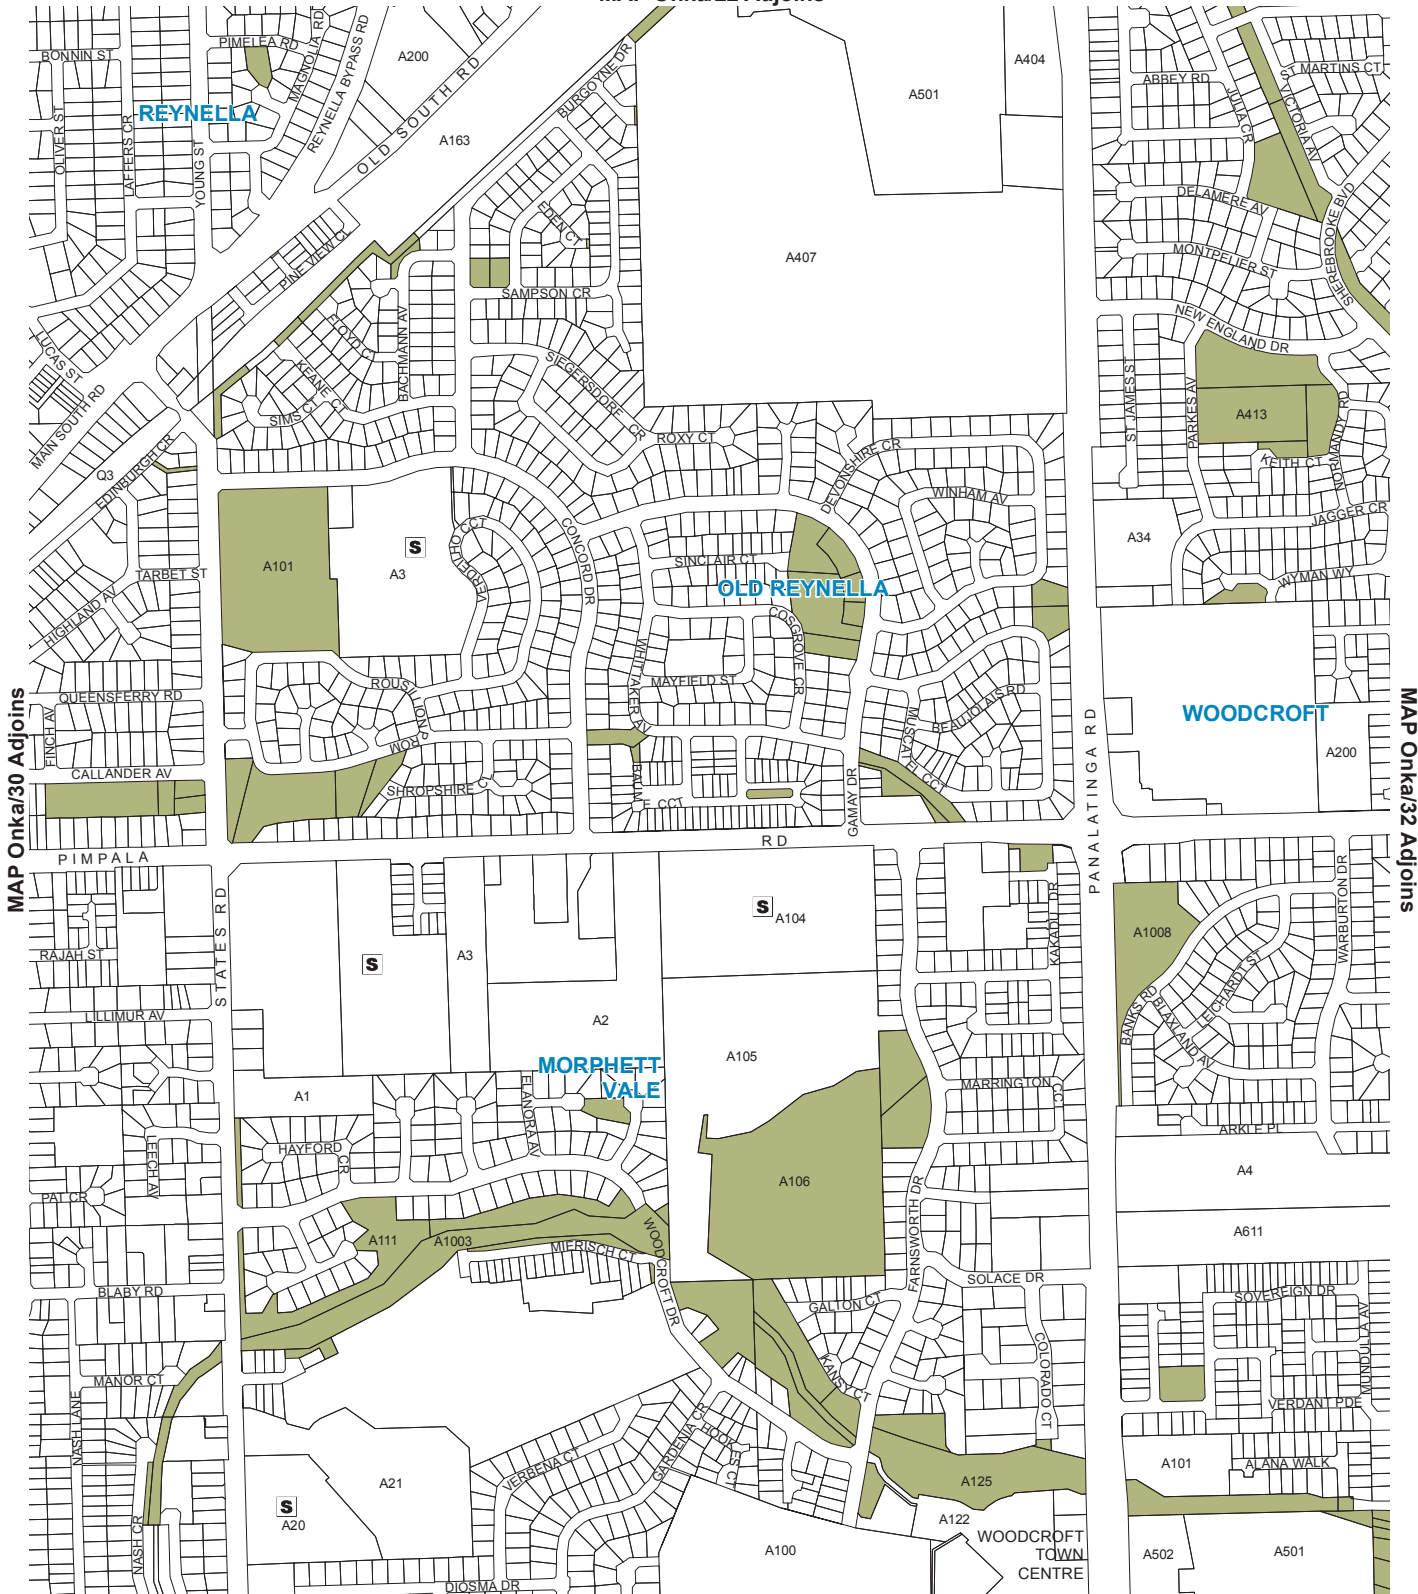 BONNIN ST
PIMELEA RD
MAGNOLIA RD
REYNELLA BYPASS RD
A200
OLD SOUTH RD
BURGOYNE DR
A501
A404
ABBEY RD
ST MARTINS CT
JULIA CR
VICTORIA AV
REYNELLA
OLIVER ST
AFFERS CR
YOUNG ST
A163
DELAMERE AV
EDEN CT
PINE VIEW CL
A407
MONTPELIER ST
SHEREBROOKE BVD
SAMPSON CR
NEW ENGLAND DR
LUCAS ST
FLOYD CT
BACHMANN AV
KEANE CT
SIMS CT
SIEGERSDORF CR
ST JAMES ST
PARKES AV
A413
NORMANDY RD
MAIN SOUTH RD
ROXY CT
DEVONSHIRE CR
KEITH CT
Q3
EDINBURGH CR
WINHAM AV
JAGGER CR
A34
CONCORD DR
VERDEILHO CCT
S
A3
A101
SINCLAIR CT
OLD REYNELLA
TARBET ST
WYMAN WY
HIGHLAND AV
COSGROVE CR
WHITTAKER AV
MAYFIELD ST
ROUSILLION PROM
QUEENSFERRY RD
BEAUJOLAIS RD
MUSCATEL CCT
PANALATINGA RD
WOODCROFT
FINCH AV
A200
MAP Onka/30 Adjoins
MAP Onka/32 Adjoins
CALLANDER AV
SHROPSHIRE CL
BAUME CCT
GAMAY DR
PIMPALA
RD
STATES RD
S
S
A104
A3
KAKADU DR
A1008
WARBURTON DR
RAJAH ST
LEICHARDT ST
BANKS RD
BLAXLAND AV
LILLIMUR AV
A2
A105
MORPHETT
VALE
A1
ELANORA AV
MARRINGTON CCT
ARKLE PL
HAYFORD CR
LEECH AV
A4
PAT CR
A106
FARNSWORTH DR
A111
A1003
MIERISCH CT
WOODCROFT DR
A611
SOLACE DR
BLABY RD
GALTON CT
SOVEREIGN DR
MUNDULLA AV
COLORADO CT
KANSY CT
MANOR CT
NASH LANE
VERDANT PDE
GARDENIA CR
HOOKES CT
VERBENA CT
A101
ALANA WALK
A21
A125
S
A20
A122
WOODCROFT
TOWN
CENTRE
NASH CR
A100
A502
A501
DIOSMA DR